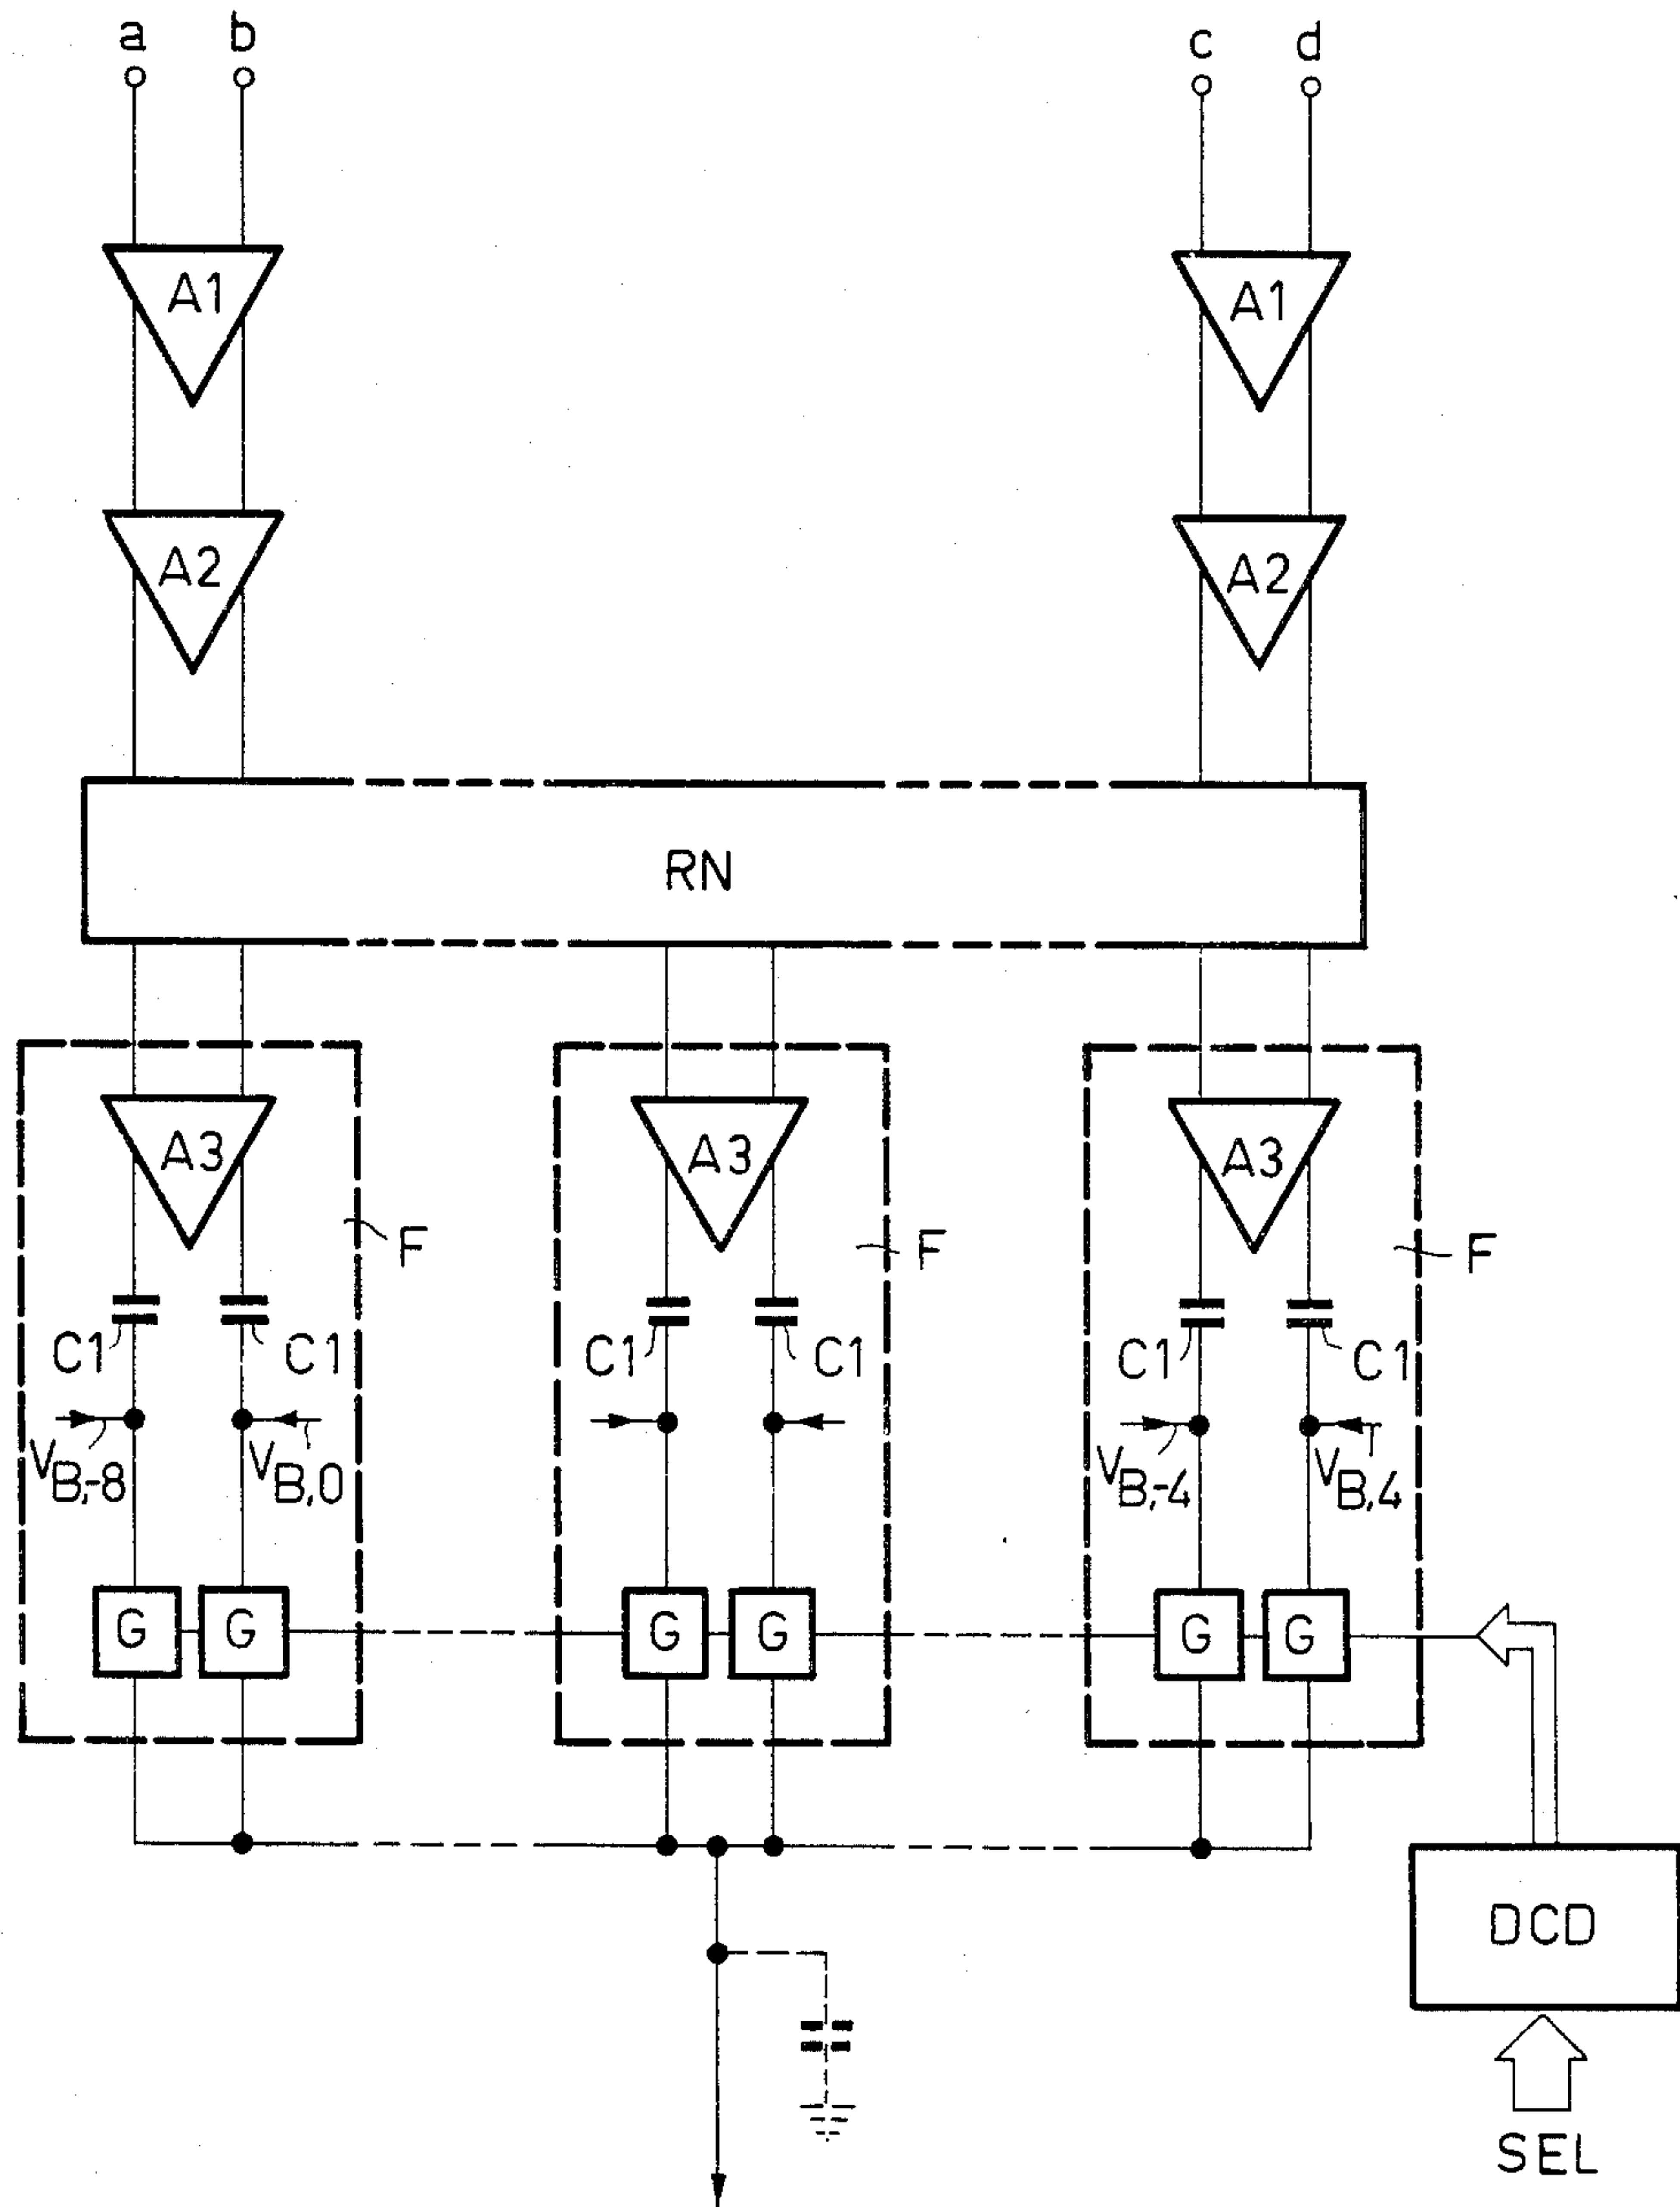 a b c d
A1 A1
A2 A2
RN
A3 A3 A3
F F F
C1 C1 C1 C1 C1 C1
VB,-8 VB,0 VB,-4 VB,4
G G G G G G
DCD
SEL